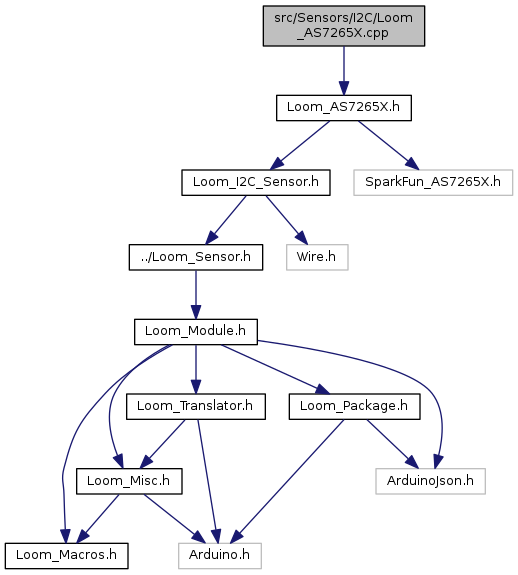 src/Sensors/I2C/Loom
_AS7265X.cpp
Loom_AS7265X.h
Loom_I2C_Sensor.h
SparkFun_AS7265X.h
../Loom_Sensor.h
Wire.h
Loom_Module.h
Loom_Translator.h
Loom_Package.h
Loom_Misc.h
ArduinoJson.h
Loom_Macros.h
Arduino.h